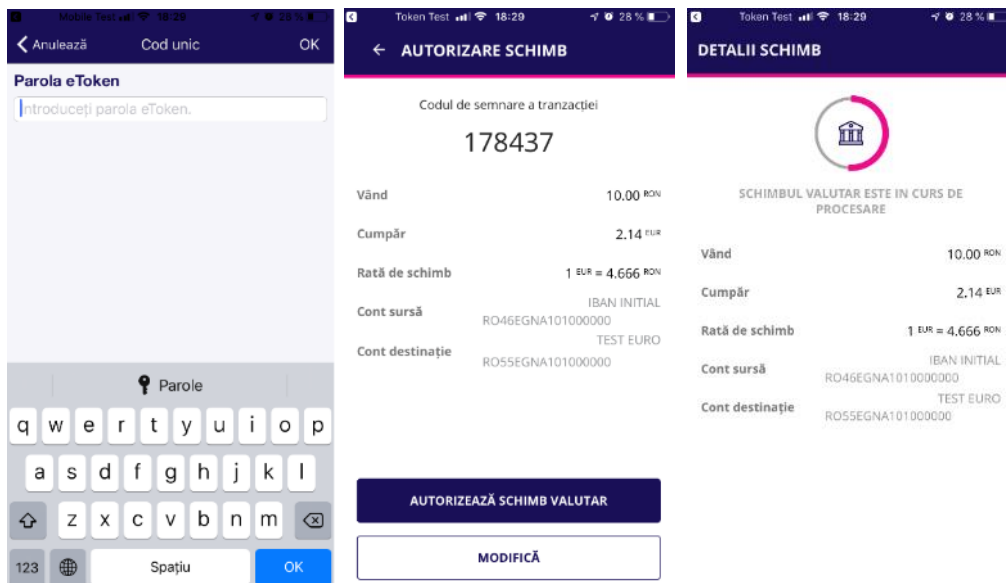 Mobile Test 18:29 28 %
Anulează Cod unic OK
Parola eToken
Introduceți parola eToken.
Parole
q w e r t y u i o p
a s d f g h j k l
z x c v b n m
123 Spațiu OK
Token Test 18:29 28 %
AUTORIZARE SCHIMB
Codul de semnare a tranzacției
178437
Vând 10.00 RON
Cumpăr 2.14 EUR
Rată de schimb 1 EUR = 4.666 RON
Cont sursă IBAN INITIAL
RO46EGNA101000000
Cont destinație TEST EURO
RO55EGNA101000000
AUTORIZEAZĂ SCHIMB VALUTAR
MODIFICĂ
Token Test 18:29 28 %
DETALII SCHIMB
SCHIMBUL VALUTAR ESTE IN CURS DE
PROCESARE
Vând 10.00 RON
Cumpăr 2.14 EUR
Rată de schimb 1 EUR = 4.666 RON
Cont sursă IBAN INITIAL
RO46EGNA1010000000
Cont destinație TEST EURO
RO55EGNA101000000